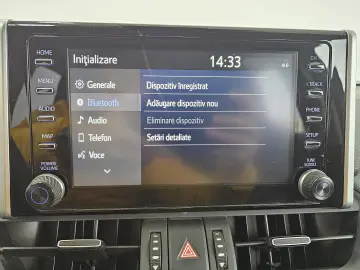 Inițializare
14:33
Generale
Bluetooth
Audio
Telefon
Voce
Dispozitiv înregistrat
Adăugare dispozitiv nou
Eliminare dispozitiv
Setări detaliate
HOME
MENU
AUDIO
MAP
POWER
VOLUME
TRACK
PHONE
SETUP
TUNE
SCROLL